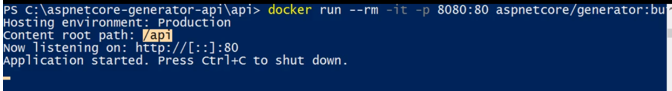 PS C:\aspnetcore-generator-api\api> docker run --rm -it -p 8080:80 aspnetcore/generator:bu
Hosting environment: Production
Content root path: /api
Now listening on: http://[::]:80
Application started. Press Ctrl+C to shut down.